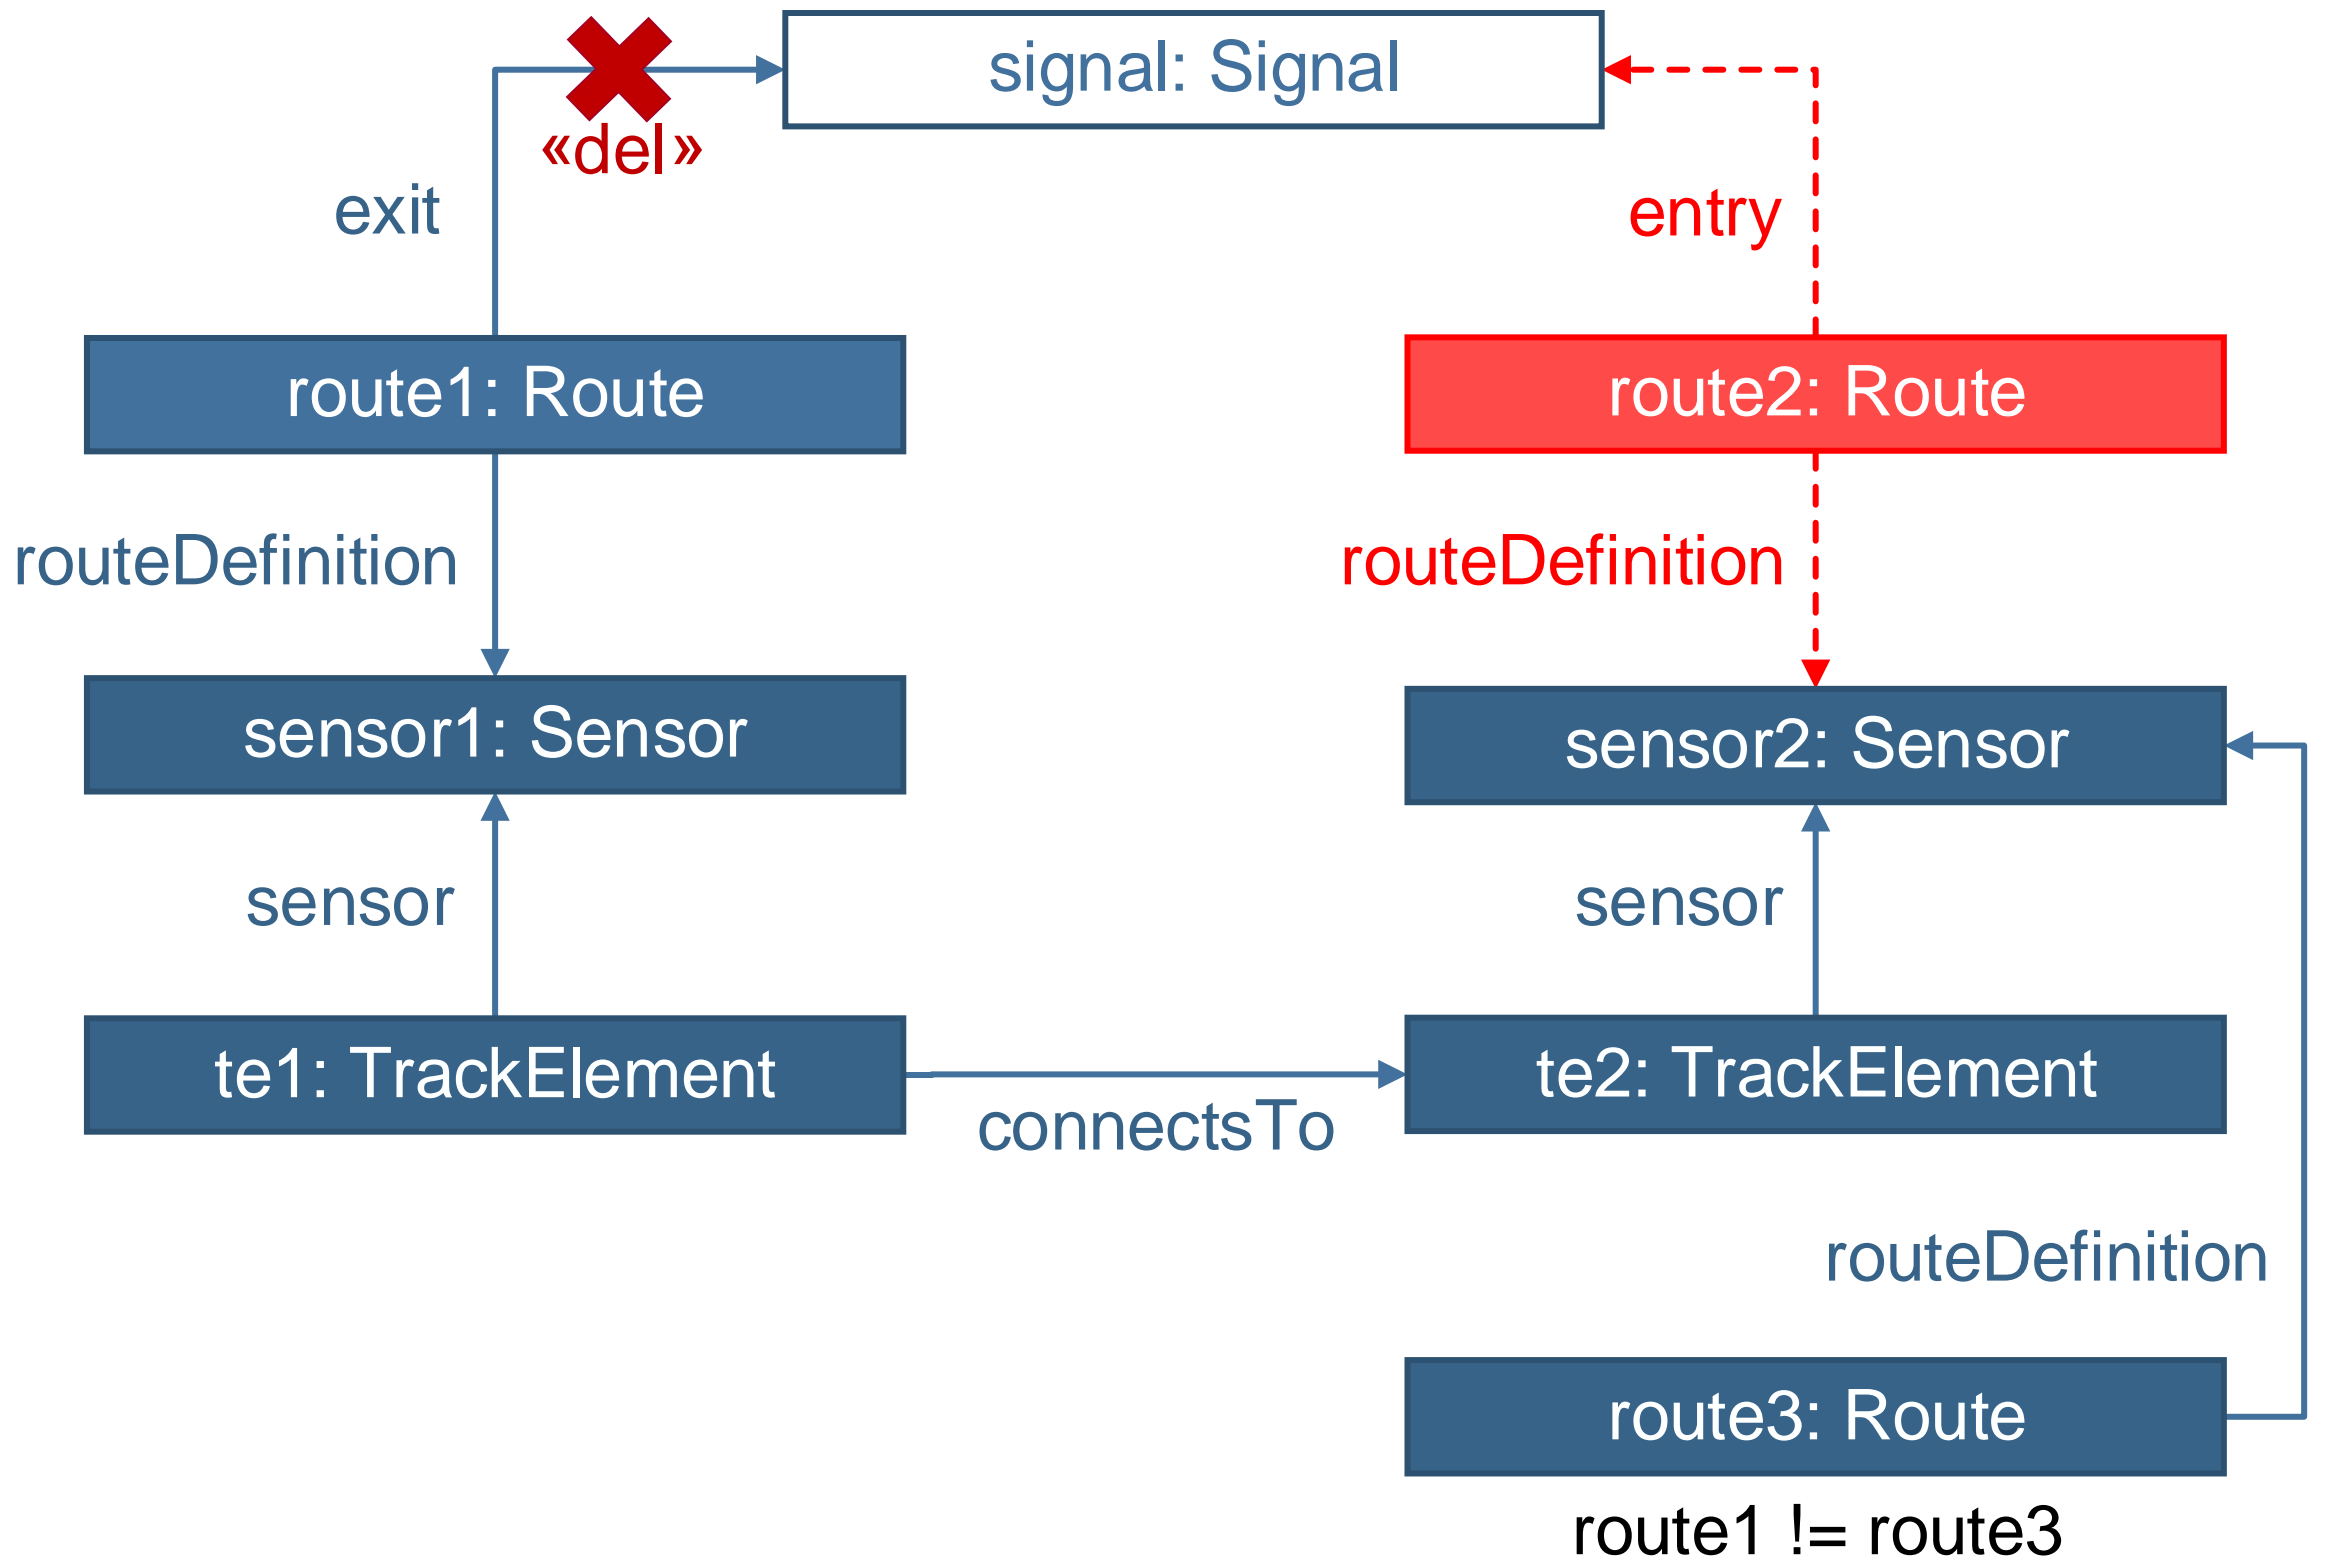 signal: Signal
«del»
exit
entry
route1: Route
route2: Route
routeDefinition
routeDefinition
sensor1: Sensor
sensor2: Sensor
sensor
sensor
te1: TrackElement
te2: TrackElement
connectsTo
routeDefinition
route3: Route
route1 != route3